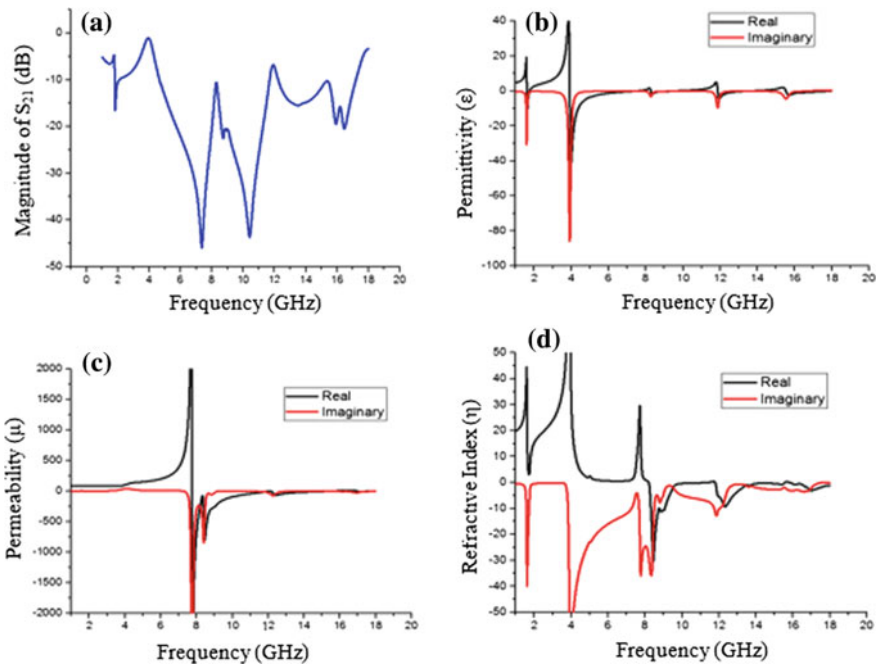 (a)
0
-10
-20
-30
-40
-50
0 2 4 6 8 10 12 14 16 18 20
Magnitude of S21 (dB)
Frequency (GHz)
(b)
Real
Imaginary
40
20
0
-20
-40
-60
-80
-100
2 4 6 8 10 12 14 16 18 20
Permittivity (ε)
Frequency (GHz)
(c)
Real
Imaginary
2000
1500
1000
500
0
-500
-1000
-1500
-2000
2 4 6 8 10 12 14 16 18 20
Permeability (μ)
Frequency (GHz)
(d)
Real
Imaginary
50
40
30
20
10
0
-10
-20
-30
-40
-50
2 4 6 8 10 12 14 16 18 20
Refractive Index (η)
Frequency (GHz)